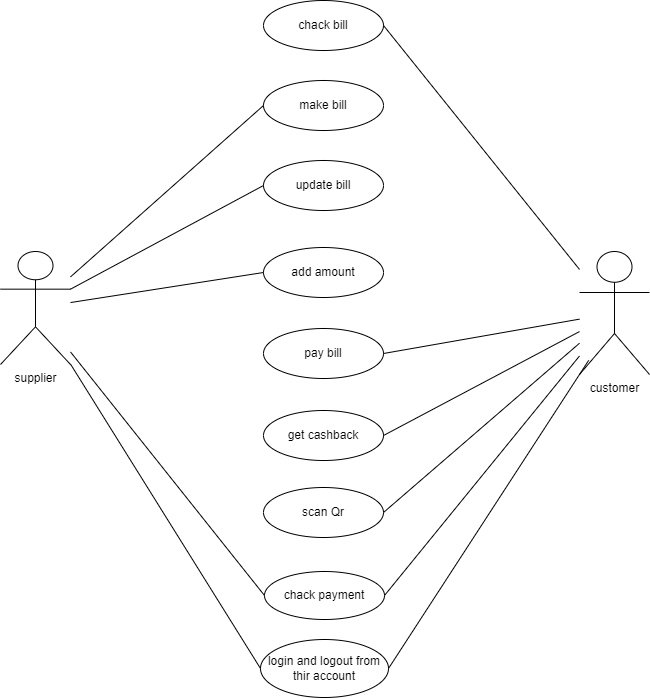 chack bill
make bill
update bill
add amount
pay bill
supplier
customer
get cashback
scan Qr
chack payment
login and logout from
thir account